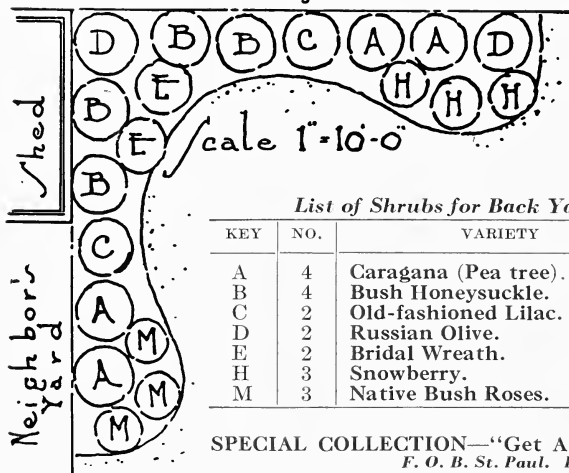 D B B C A A D
E H H H
B
E
Shed
Scale 1"=10'-0"
B
C
A
M
A
M
M
Neighbor's
Yard
List of Shrubs for Back
KEY NO. VARIETY
A 4 Caragana (Pea tree).
B 4 Bush Honeysuckle.
C 2 Old-fashioned Lilac.
D 2 Russian Olive.
E 2 Bridal Wreath.
H 3 Snowberry.
M 3 Native Bush Roses.
SPECIAL COLLECTION—"Get
F. O. B. St. Paul.